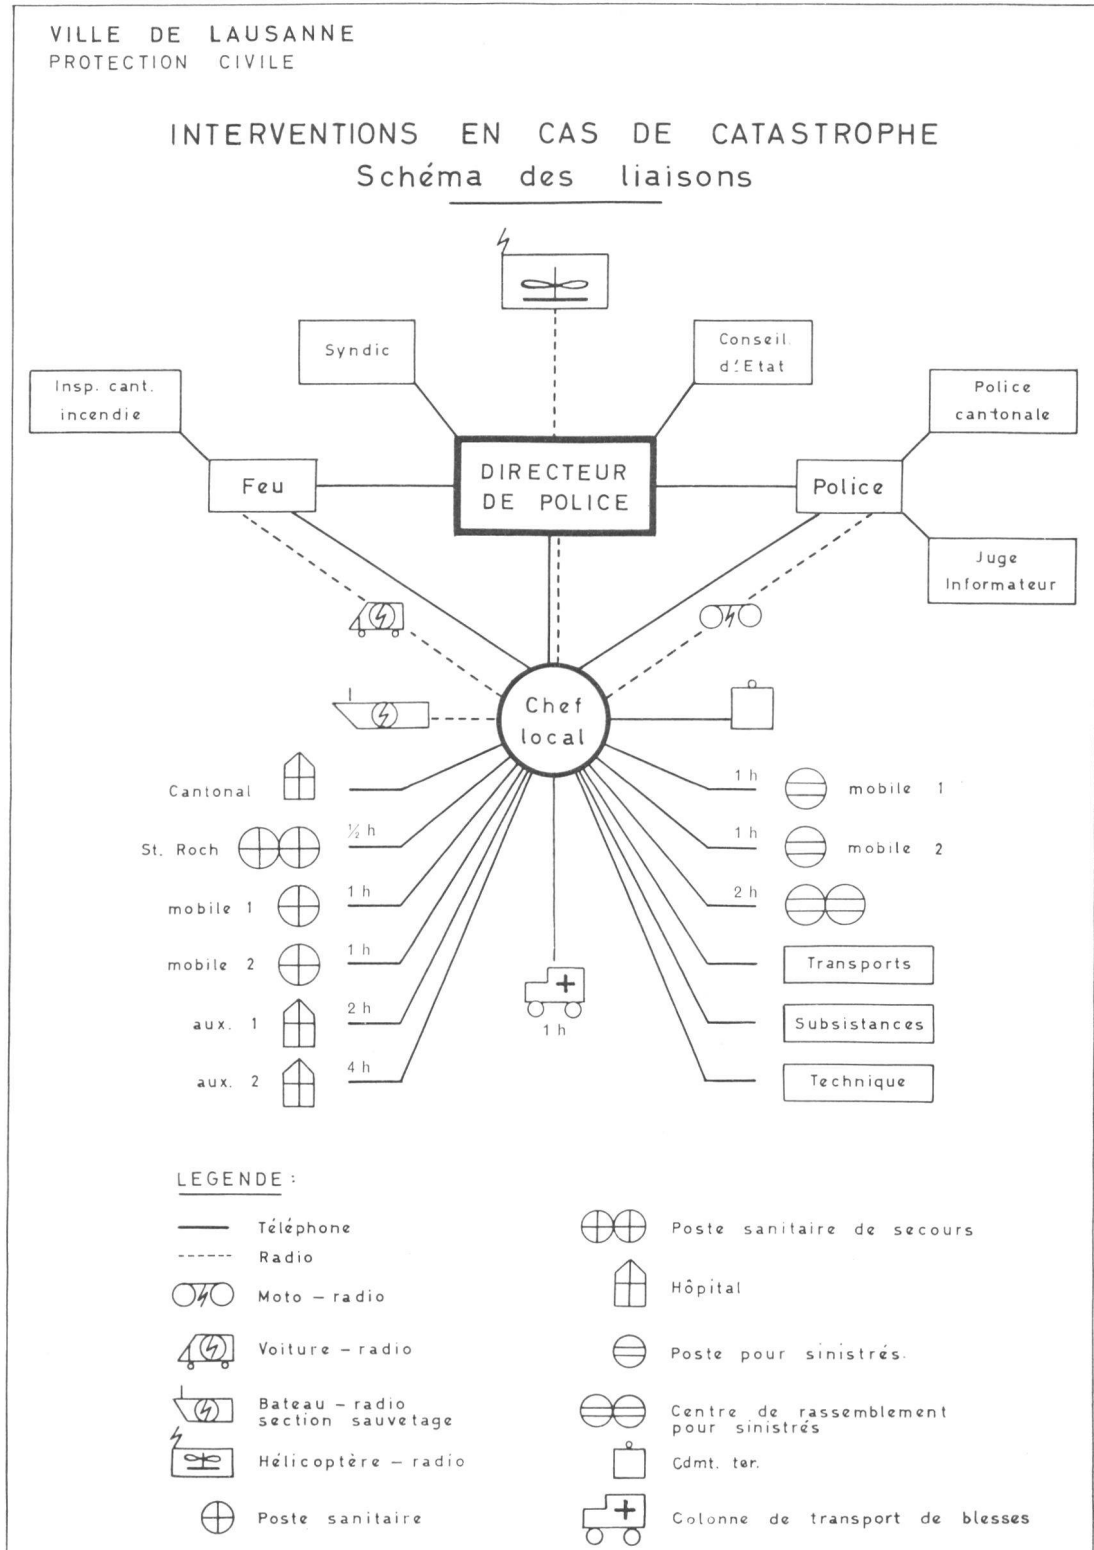 VILLE DE LAUSANNE
PROTECTION CIVILE
INTERVENTIONS EN CAS DE CATASTROPHE
Schéma des liaisons
Syndic
Conseil
d'Etat
Insp. cant.
incendie
Police
cantonale
Feu
DIRECTEUR
DE POLICE
Police
Juge
Informateur
Chef
local
Cantonal
1 h
mobile 1
St. Roch
½ h
1 h
mobile 2
mobile 1
1 h
2 h
mobile 2
1 h
Transports
aux. 1
2 h
1 h
Subsistances
aux. 2
4 h
Technique
LEGENDE :
Téléphone
Radio
Moto – radio
Voiture – radio
Bateau – radio
section sauvetage
Hélicoptère – radio
Poste sanitaire
Poste sanitaire de secours
Hôpital
Poste pour sinistrés.
Centre de rassemblement
pour sinistrés
Cdmt. ter.
Colonne de transport de blesses